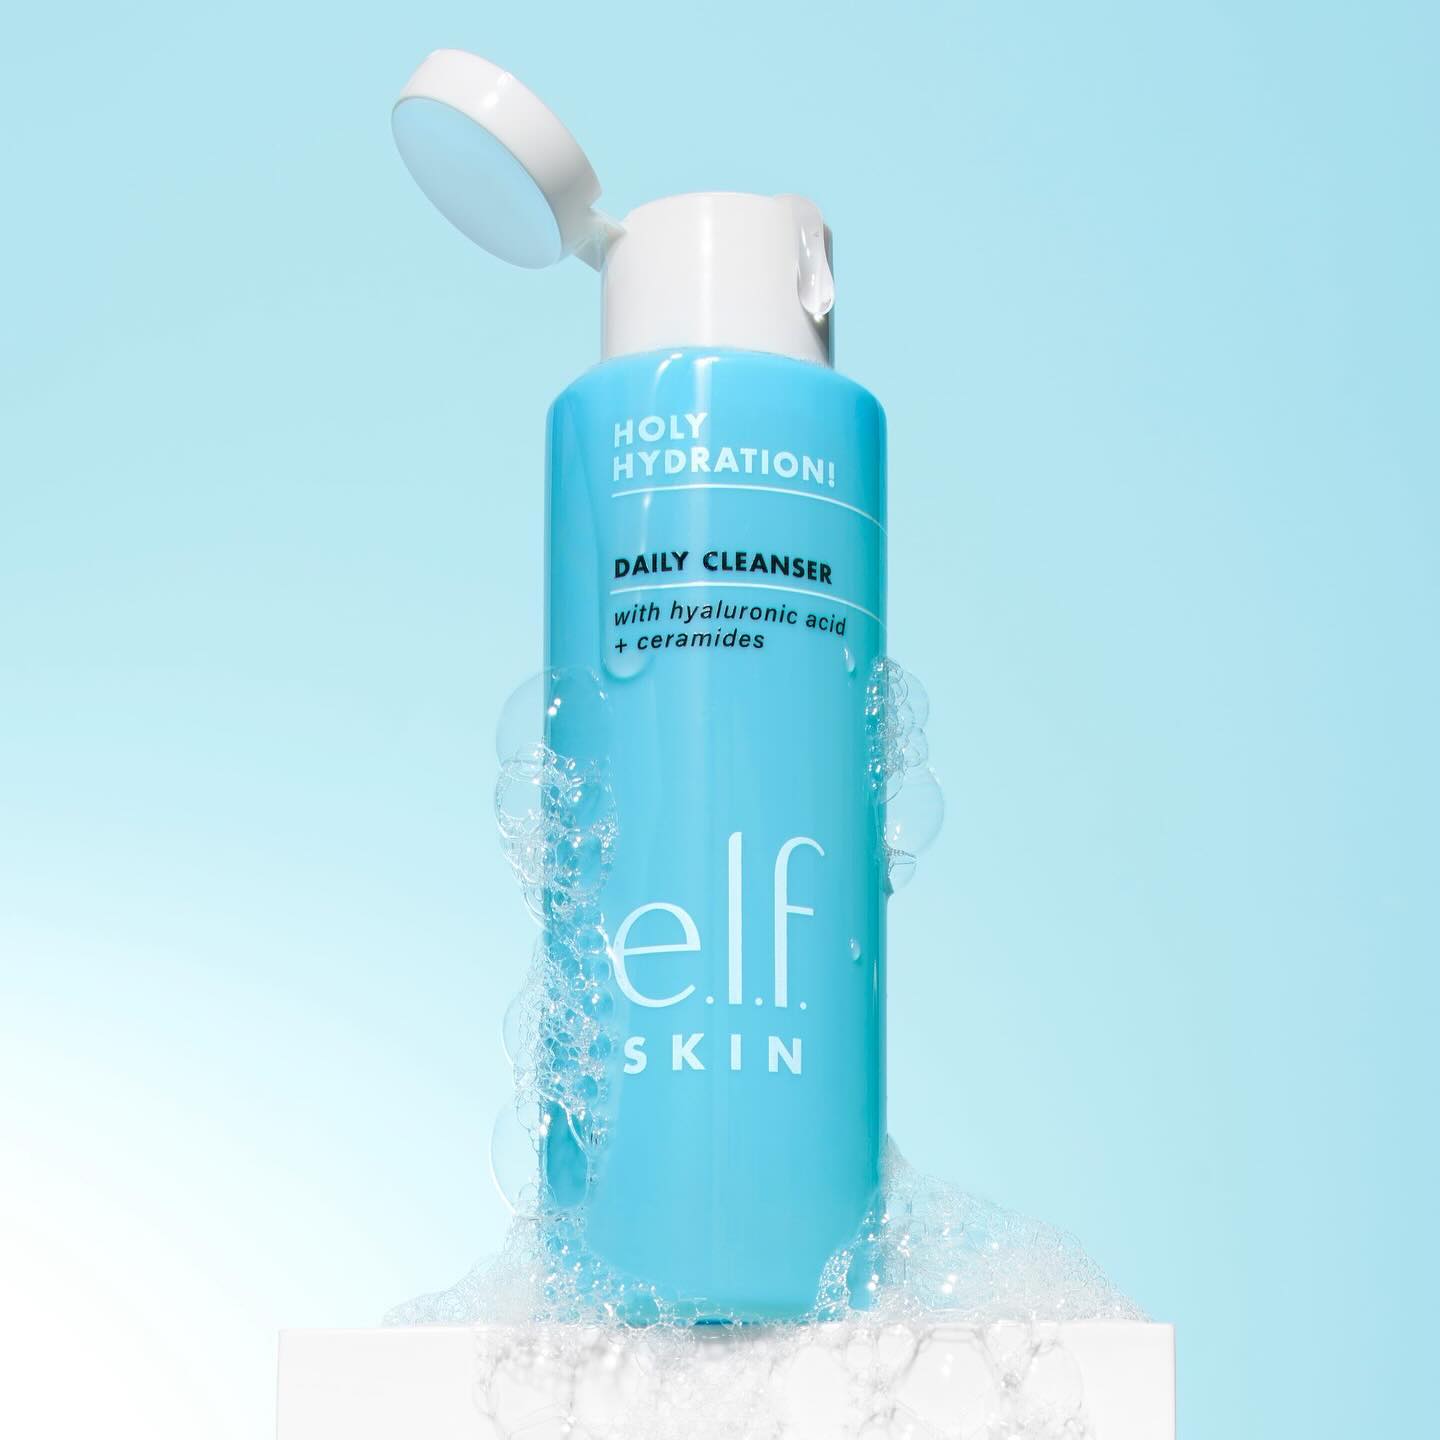 HOLY
HYDRATION!
DAILY CLEANSER
with hyaluronic acid
+ ceramides
e.l.f.
SKIN